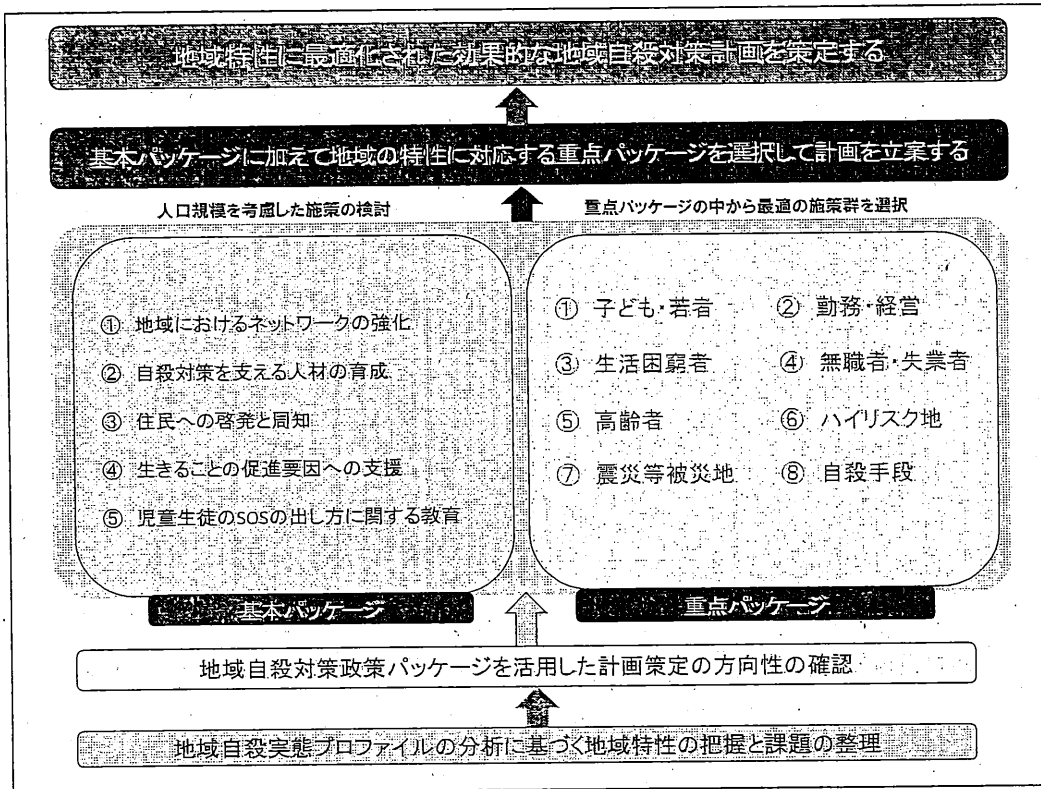 地域特性に最適化された効果的な地域自殺対策計画を策定する
基本パッケージに加えて地域の特性に対応する重点パッケージを選択して計画を立案する
人口規模を考慮した施策の検討
重点パッケージの中から最適の施策群を選択
① 地域におけるネットワークの強化
② 自殺対策を支える人材の育成
③ 住民への啓発と周知
④ 生きることの促進要因への支援
⑤ 児童生徒のSOSの出し方に関する教育
① 子ども・若者 ② 勤務・経営
③ 生活困窮者 ④ 無職者・失業者
⑤ 高齢者 ⑥ ハイリスク地
⑦ 震災等被災地 ⑧ 自殺手段
基本パッケージ
重点パッケージ
地域自殺対策政策パッケージを活用した計画策定の方向性の確認
地域自殺実態プロファイルの分析に基づく地域特性の把握と課題の整理